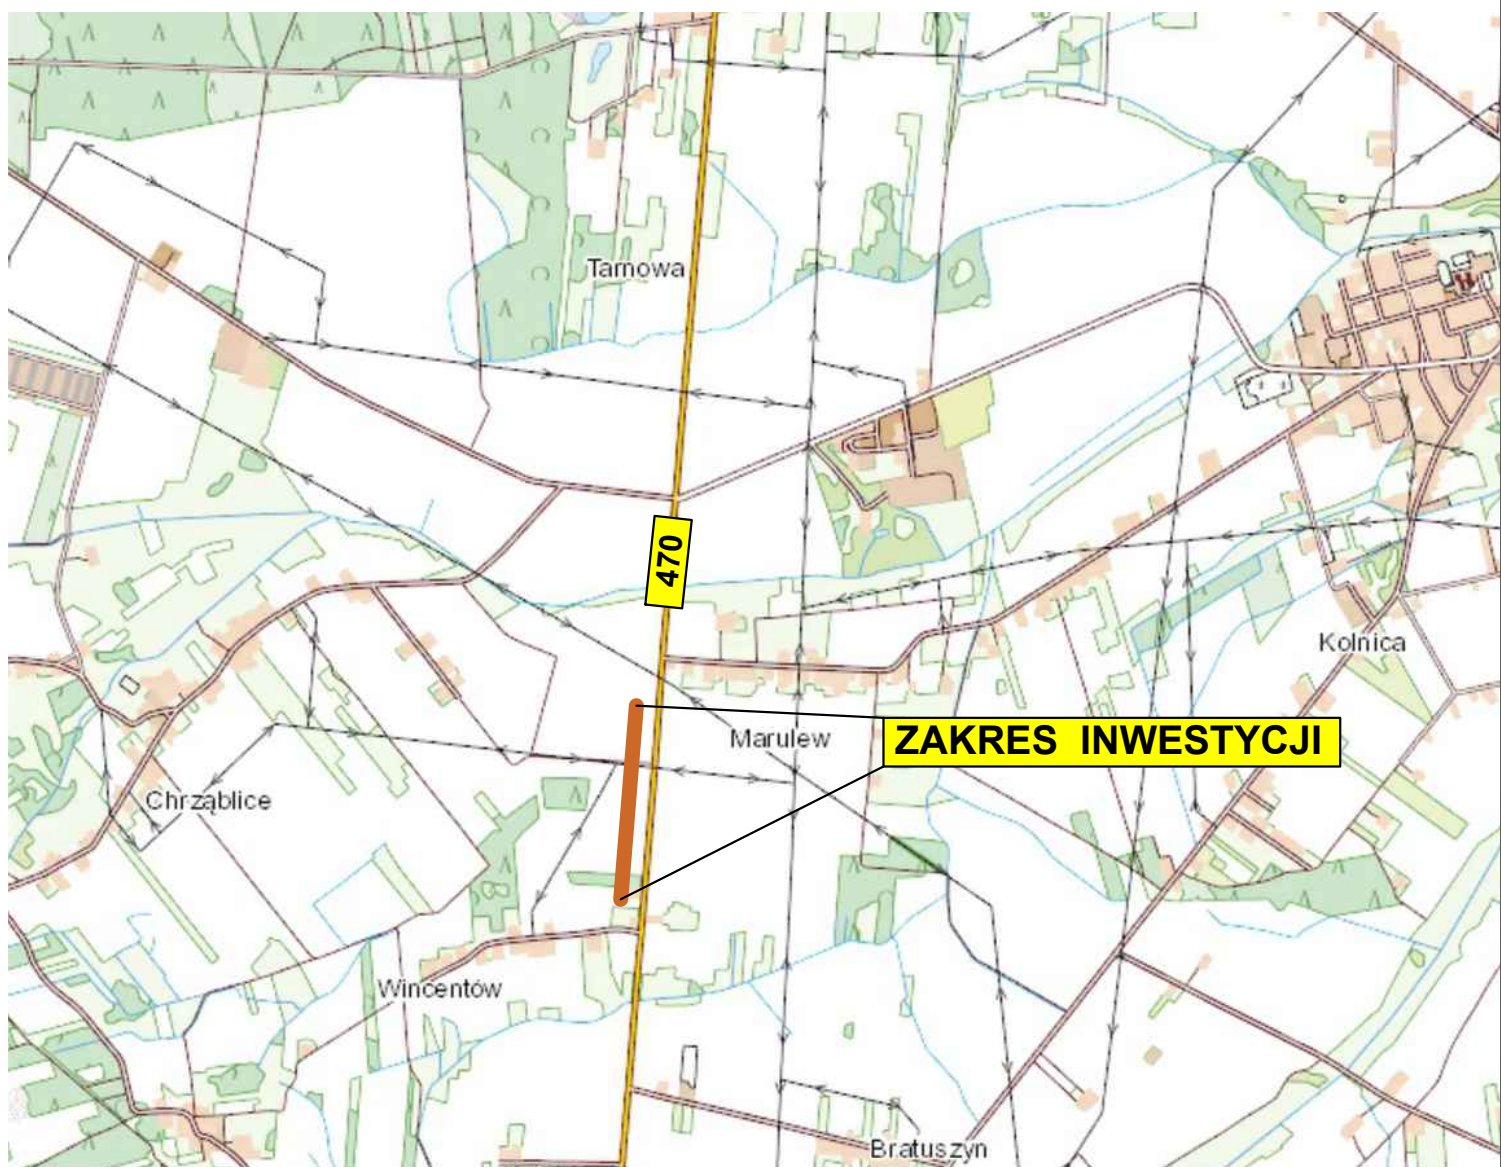 Tarnowa
470
Kolnica
Marulew
ZAKRES INWESTYCJI
Chrząblice
Wincentów
Bratuszyn